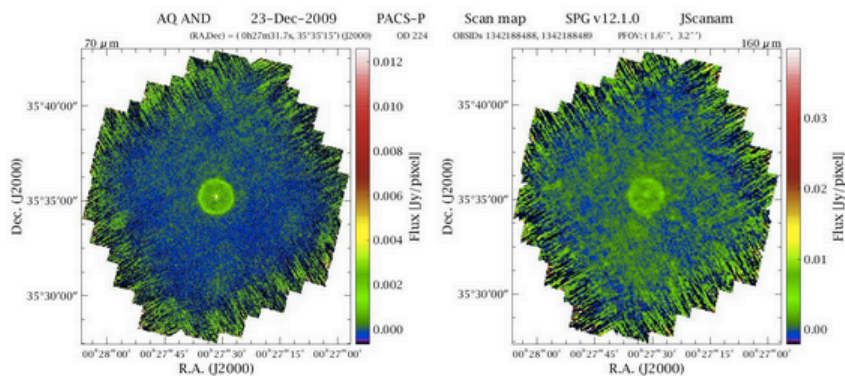 AQ AND 23-Dec-2009 PACS-P Scan map SPG v12.1.0 JScanam
(RA,Dec) = ( 0h27m31.7s, 35°35'15") (J2000) OD 224 OBSIDs 1342188488, 1342188489 PFOV: ( 1.6'', 3.2'')
70 μm
160 μm
35°40'00"
35°35'00"
35°30'00"
Dec. (J2000)
00ʰ28ᵐ00ˢ 00ʰ27ᵐ45ˢ 00ʰ27ᵐ30ˢ 00ʰ27ᵐ15ˢ 00ʰ27ᵐ00ˢ
R.A. (J2000)
0.012
0.010
0.008
0.006
0.004
0.002
0.000
Flux [Jy/pixel]
35°40'00"
35°35'00"
35°30'00"
Dec. (J2000)
00ʰ28ᵐ00ˢ 00ʰ27ᵐ45ˢ 00ʰ27ᵐ30ˢ 00ʰ27ᵐ15ˢ 00ʰ27ᵐ00ˢ
R.A. (J2000)
0.03
0.02
0.01
0.00
Flux [Jy/pixel]